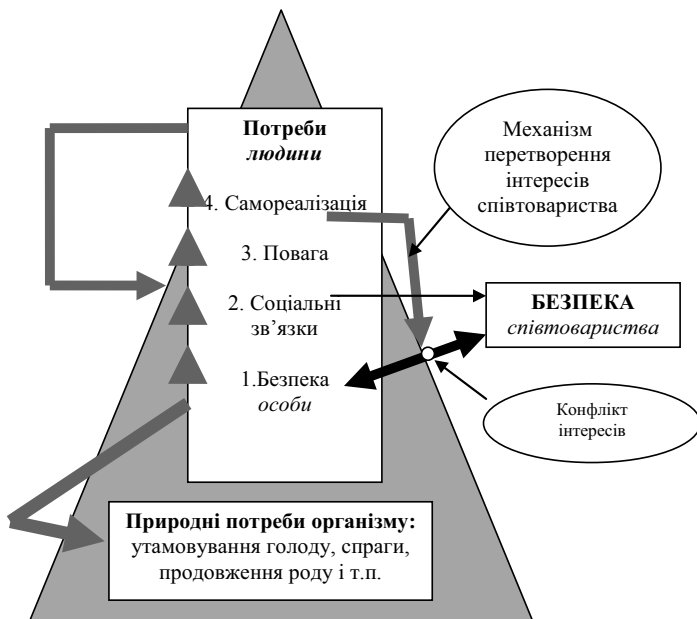 Потреби
людини
4. Самореалізація
3. Повага
2. Соціальні
зв’язки
1.Безпека
особи
Механізм
перетворення
інтересів
співтовариства
БЕЗПЕКА
співтовариства
Конфлікт
інтересів
Природні потреби організму:
утамовування голоду, спраги,
продовження роду і т.п.